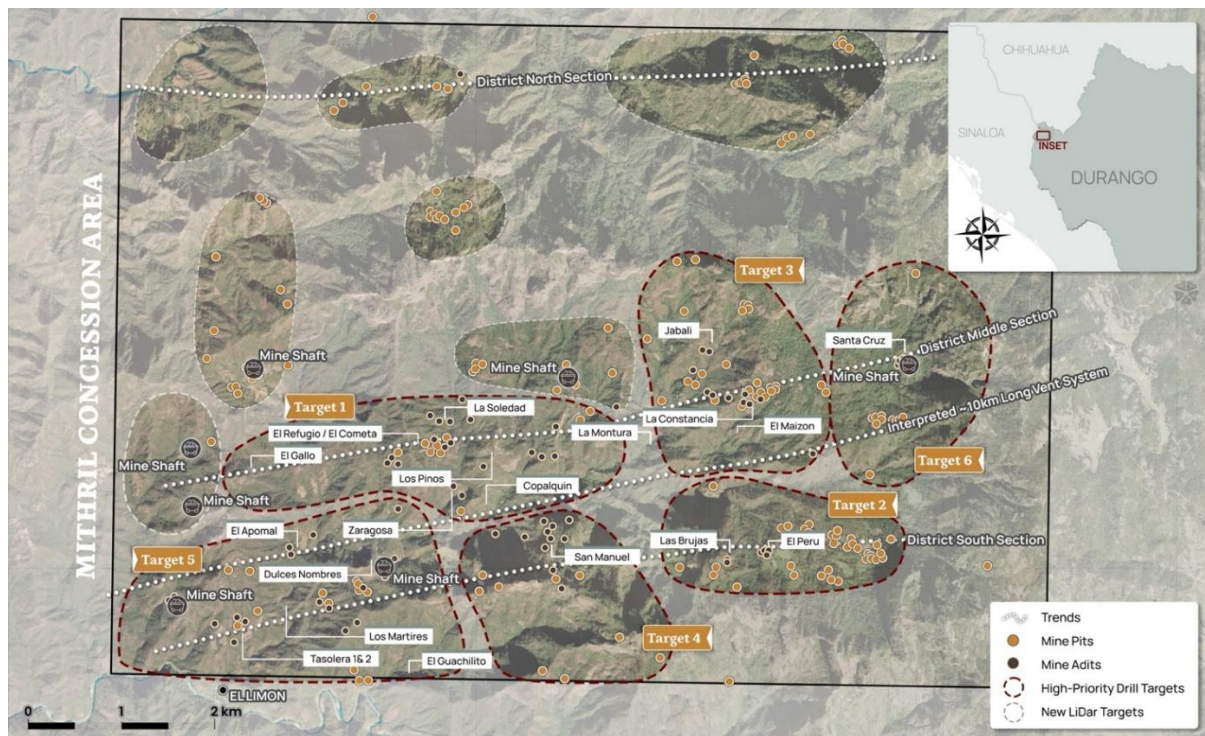 CHIHUAHUA
SINALOA
INSET
DURANGO
District North Section
MITHRIL CONCESSION AREA
Target 3
Jabali
Santa Cruz
District Middle Section
Mine Shaft
Mine Shaft
Mine Shaft
Interpreted ~10km Long Vent System
Target 1
La Soledad
El Refugio / El Cometa
La Constancia
La Montura
El Maizon
El Gallo
Mine Shaft
Los Pinos
Copalquin
Target 6
Mine Shaft
Target 2
El Apomal
Zaragosa
Las Brujas
El Peru
District South Section
Target 5
San Manuel
Dulces Nombres
Mine Shaft
Mine Shaft
Los Martires
Target 4
Tasolera 1& 2
El Guachilito
EL LIMON
0 1 2 km
Trends
Mine Pits
Mine Adits
High-Priority Drill Targets
New LiDar Targets